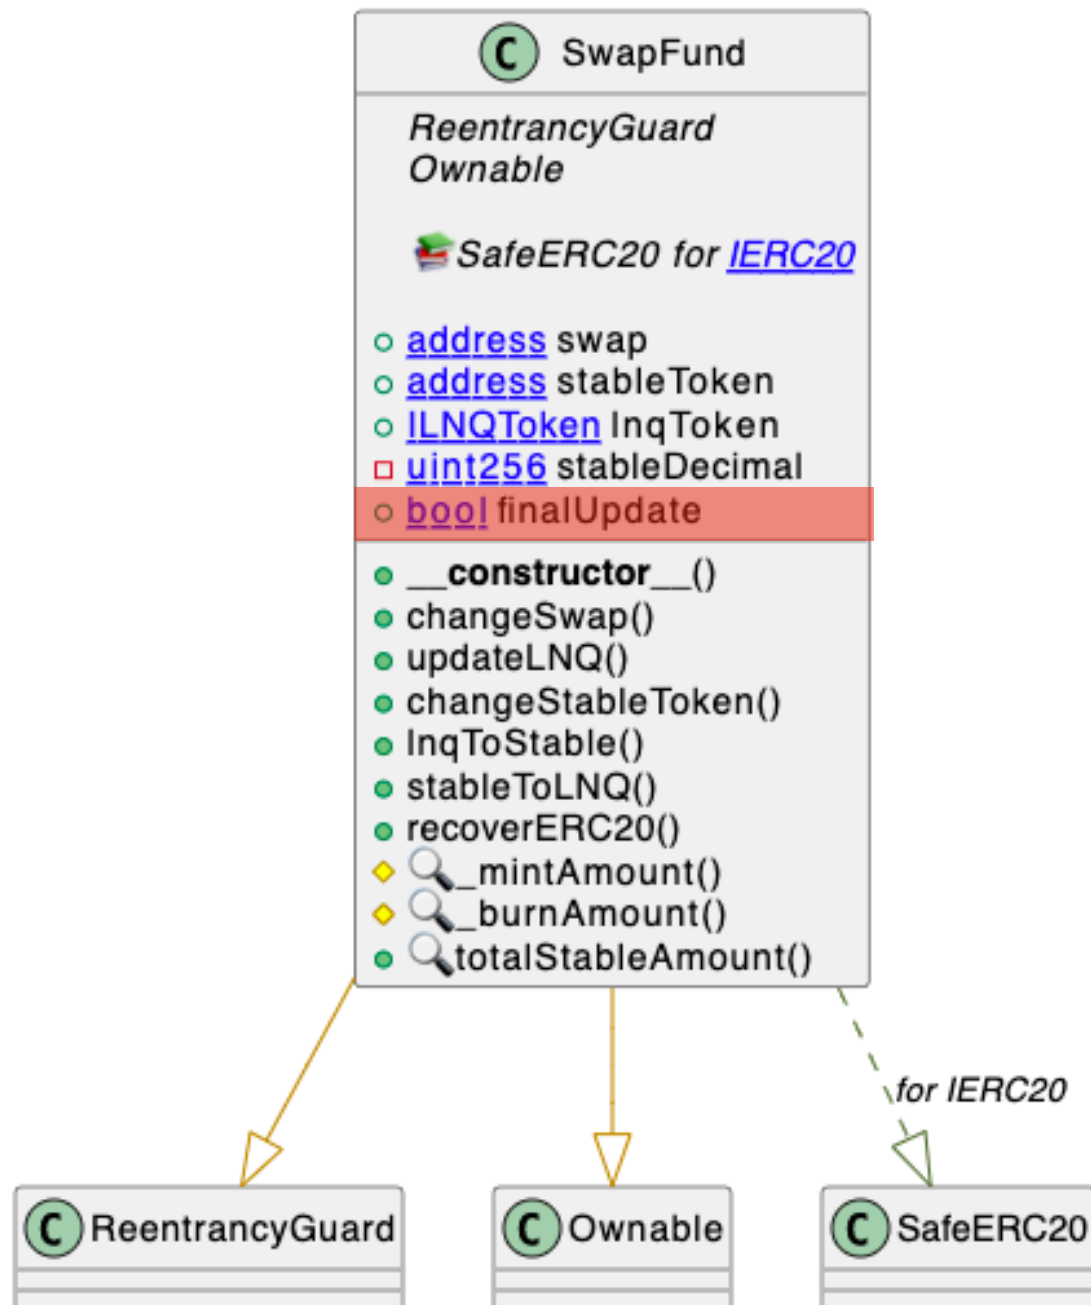 C SwapFund
ReentrancyGuard
Ownable
SafeERC20 for IERC20
address swap
address stableToken
ILNQToken lnqToken
uint256 stableDecimal
bool finalUpdate
__constructor__()
changeSwap()
updateLNQ()
changeStableToken()
lnqToStable()
stableToLNQ()
recoverERC20()
_mintAmount()
_burnAmount()
totalStableAmount()
for IERC20
C ReentrancyGuard
C Ownable
C SafeERC20